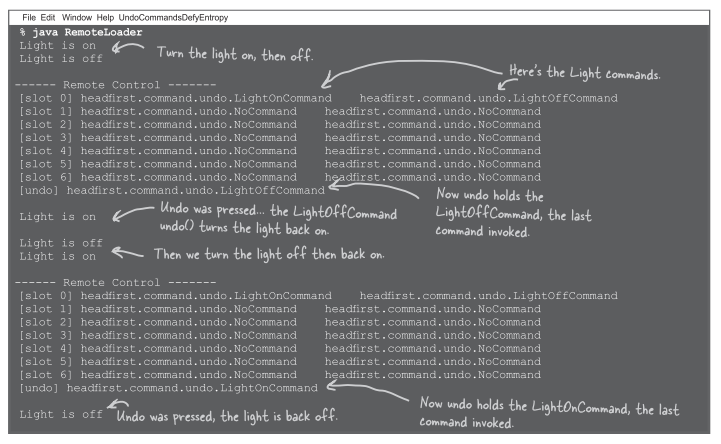 File Edit Window Help UndoCommandsDefyEntropy
% java RemoteLoader
Light is on
Light is off
Turn the light on, then off.
Here's the Light commands.
------ Remote Control -------
[slot 0] headfirst.command.undo.LightOnCommand headfirst.command.undo.LightOffCommand
[slot 1] headfirst.command.undo.NoCommand headfirst.command.undo.NoCommand
[slot 2] headfirst.command.undo.NoCommand headfirst.command.undo.NoCommand
[slot 3] headfirst.command.undo.NoCommand headfirst.command.undo.NoCommand
[slot 4] headfirst.command.undo.NoCommand headfirst.command.undo.NoCommand
[slot 5] headfirst.command.undo.NoCommand headfirst.command.undo.NoCommand
[slot 6] headfirst.command.undo.NoCommand headfirst.command.undo.NoCommand
[undo] headfirst.command.undo.LightOffCommand
Now undo holds the
LightOffCommand, the last
command invoked.
Light is on
Undo was pressed... the LightOffCommand
undo() turns the light back on.
Light is off
Light is on
Then we turn the light off then back on.
------ Remote Control -------
[slot 0] headfirst.command.undo.LightOnCommand headfirst.command.undo.LightOffCommand
[slot 1] headfirst.command.undo.NoCommand headfirst.command.undo.NoCommand
[slot 2] headfirst.command.undo.NoCommand headfirst.command.undo.NoCommand
[slot 3] headfirst.command.undo.NoCommand headfirst.command.undo.NoCommand
[slot 4] headfirst.command.undo.NoCommand headfirst.command.undo.NoCommand
[slot 5] headfirst.command.undo.NoCommand headfirst.command.undo.NoCommand
[slot 6] headfirst.command.undo.NoCommand headfirst.command.undo.NoCommand
[undo] headfirst.command.undo.LightOnCommand
Now undo holds the LightOnCommand, the last
command invoked.
Light is off
Undo was pressed, the light is back off.